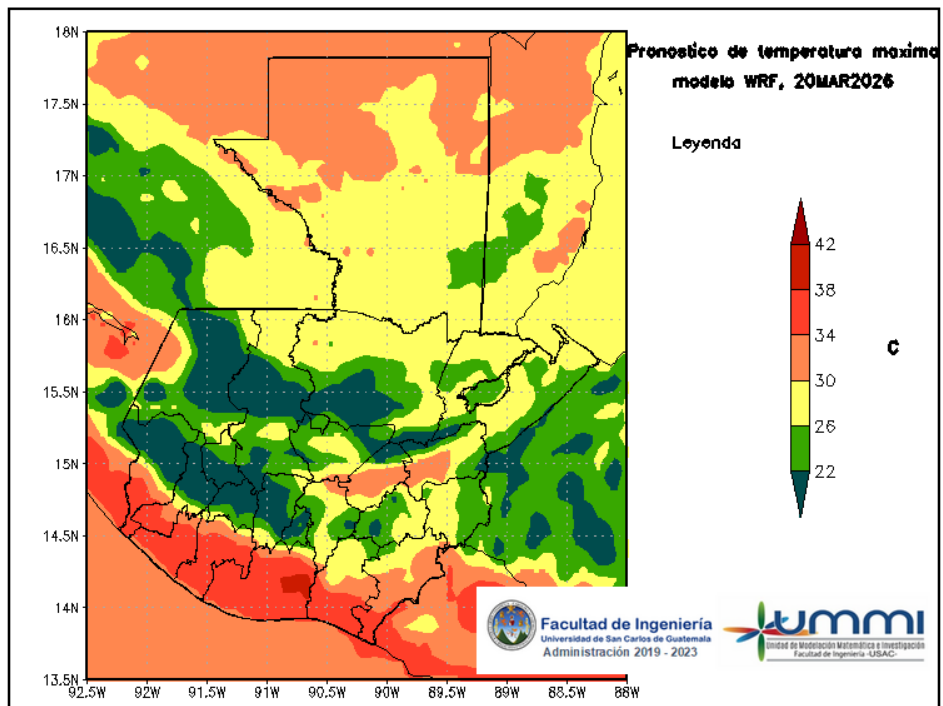 Pronostico de temperatura maxima
modelo WRF, 20MAR2026
Leyenda
42
38
34
30
26
22
C
18N
17.5N
17N
16.5N
16N
15.5N
15N
14.5N
14N
13.5N
92.5W 92W 91.5W 91W 90.5W 90W 89.5W 89W 88.5W 88W
Facultad de Ingeniería
Universidad de San Carlos de Guatemala
Administración 2019 - 2023
UMMI
Unidad de Modelación Matemática e Investigación
Facultad de Ingeniería -USAC-